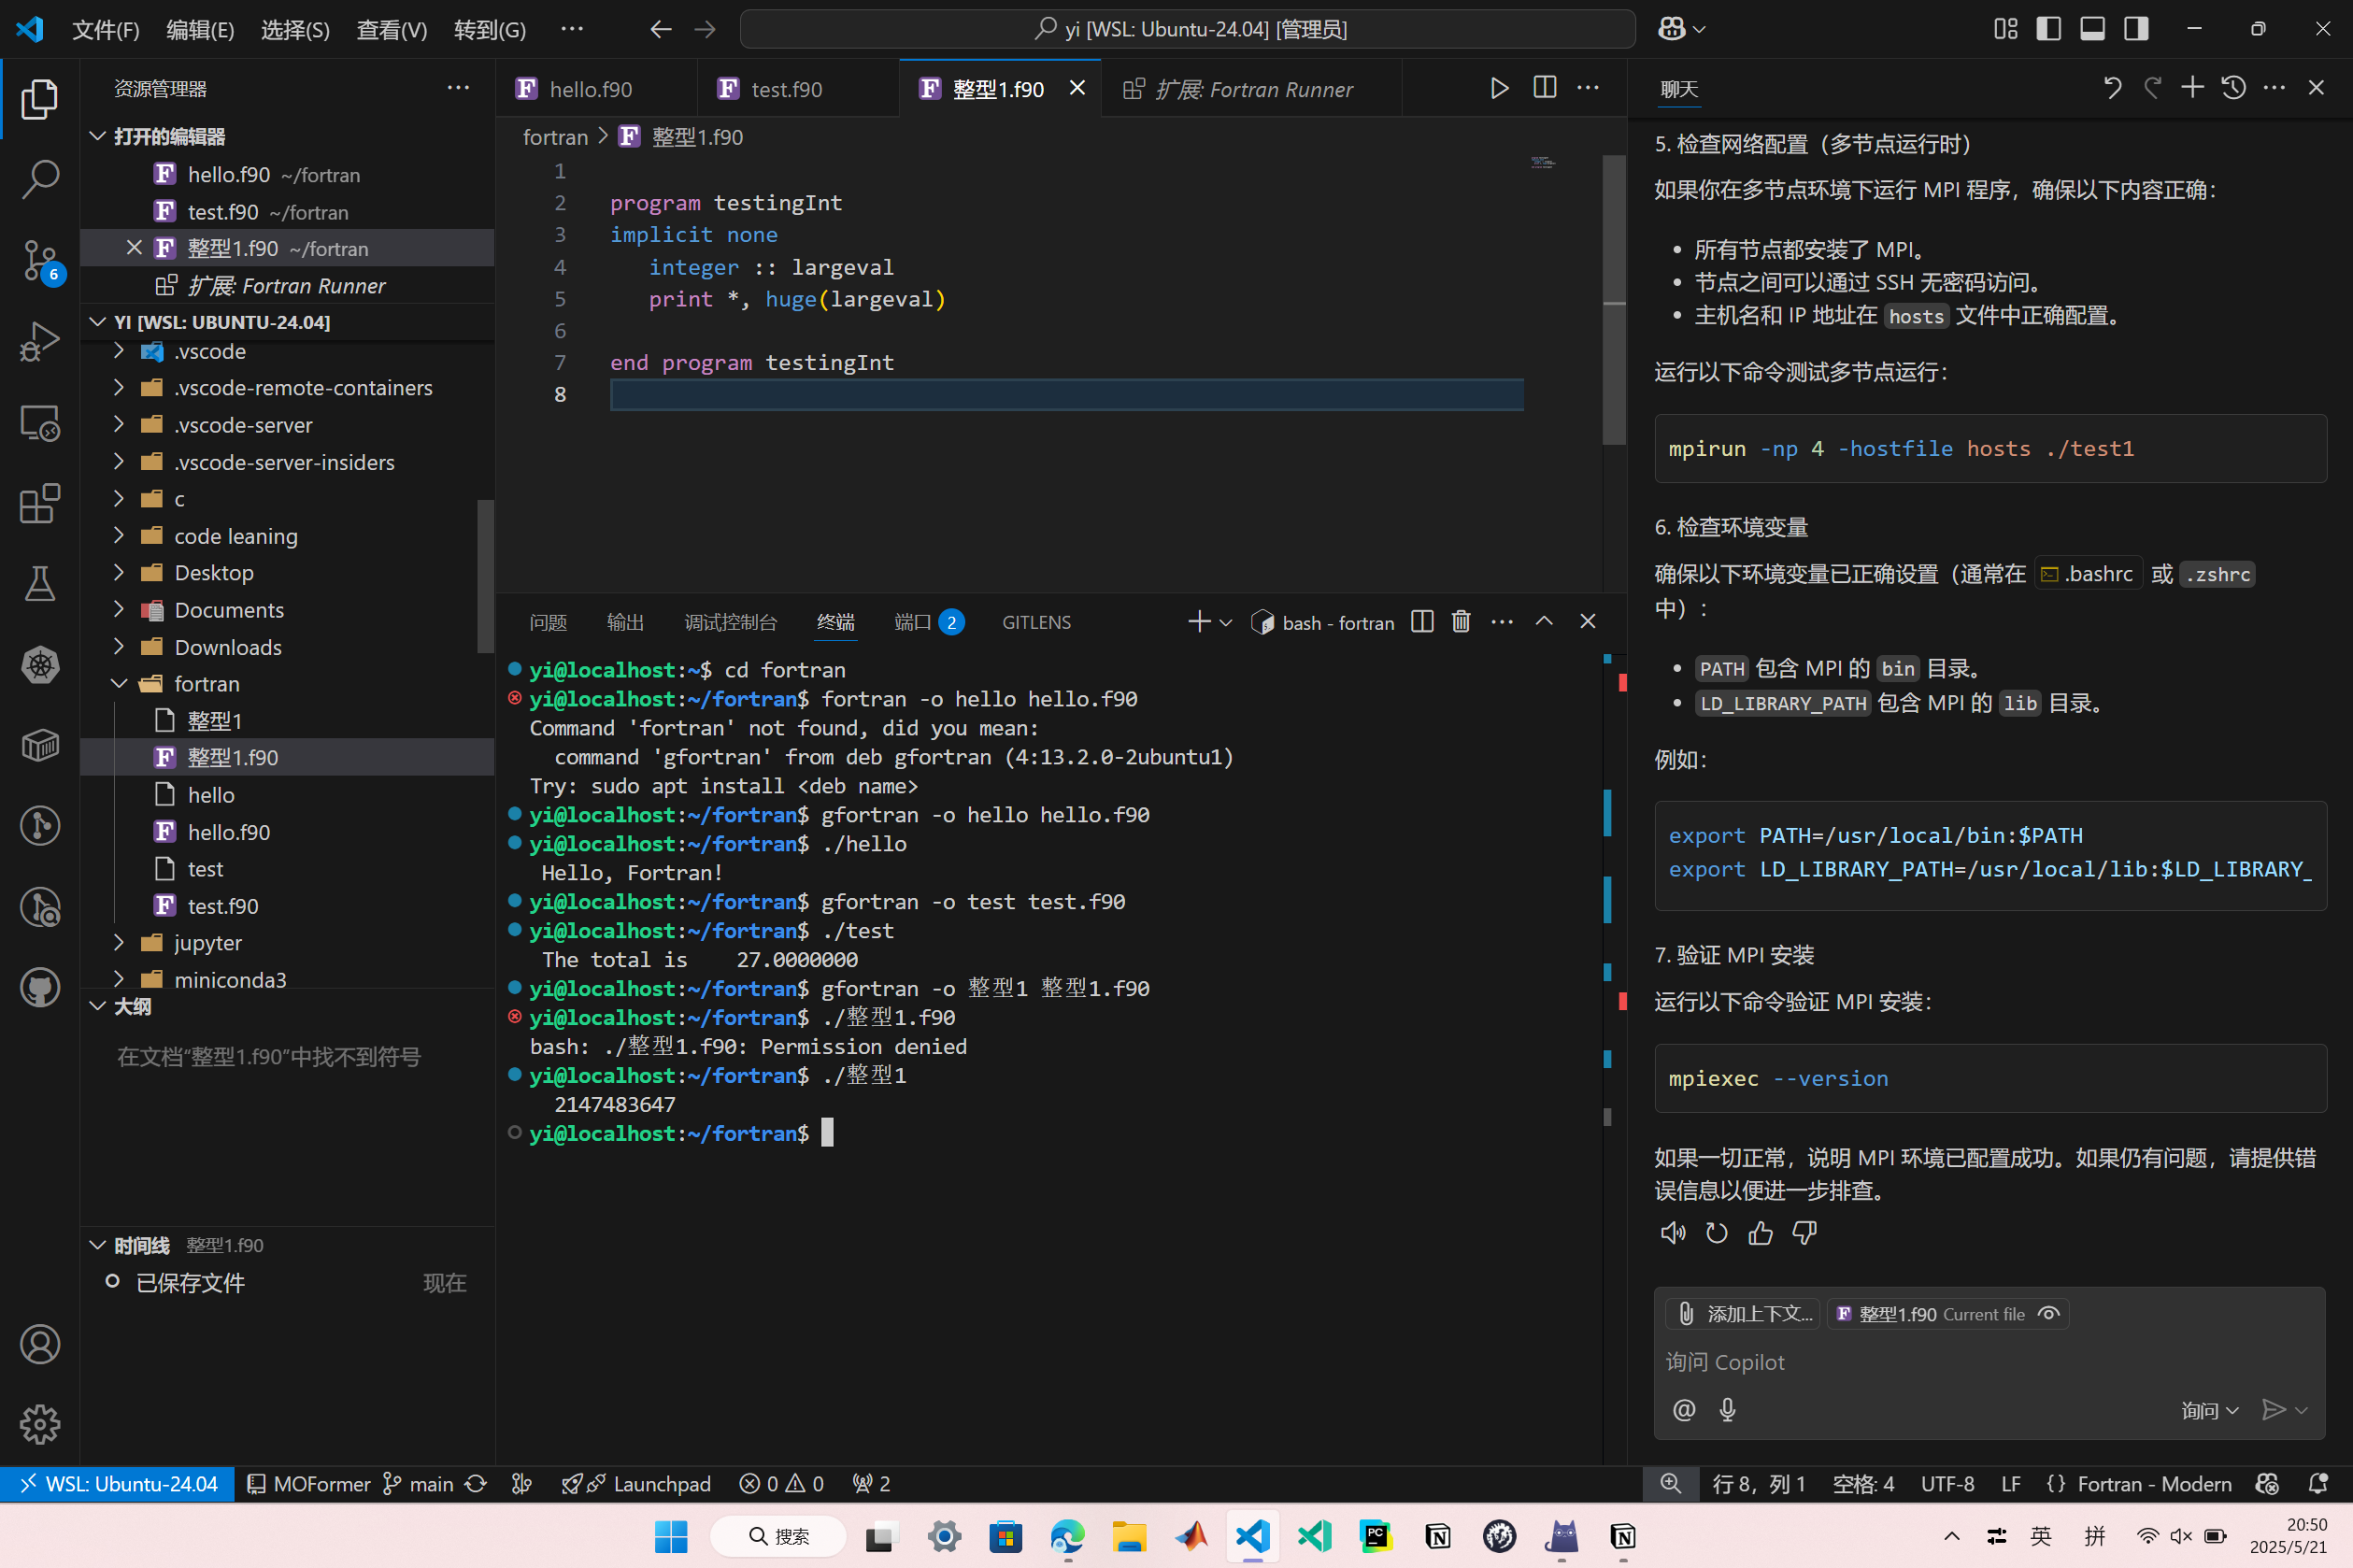 文件(F) 编辑(E) 选择(S) 查看(V) 转到(G) ··· yi [WSL: Ubuntu-24.04] [管理员]
资源管理器
打开的编辑器
hello.f90 ~/fortran
test.f90 ~/fortran
整型1.f90 ~/fortran
扩展: Fortran Runner
YI [WSL: UBUNTU-24.04]
.vscode
.vscode-remote-containers
.vscode-server
.vscode-server-insiders
c
code leaning
Desktop
Documents
Downloads
fortran
整型1
整型1.f90
hello
hello.f90
test
test.f90
jupyter
miniconda3
大纲
在文档“整型1.f90”中找不到符号
时间线 整型1.f90
已保存文件 现在
6
hello.f90 test.f90 整型1.f90 扩展: Fortran Runner
fortran > 整型1.f90
1
2 program testingInt
3 implicit none
4 integer :: largeval
5 print *, huge(largeval)
6
7 end program testingInt
8
问题 输出 调试控制台 终端 端口 2 GITLENS bash - fortran
yi@localhost:~$ cd fortran
yi@localhost:~/fortran$ fortran -o hello hello.f90
Command 'fortran' not found, did you mean:
command 'gfortran' from deb gfortran (4:13.2.0-2ubuntu1)
Try: sudo apt install <deb name>
yi@localhost:~/fortran$ gfortran -o hello hello.f90
yi@localhost:~/fortran$ ./hello
Hello, Fortran!
yi@localhost:~/fortran$ gfortran -o test test.f90
yi@localhost:~/fortran$ ./test
The total is 27.0000000
yi@localhost:~/fortran$ gfortran -o 整型1 整型1.f90
yi@localhost:~/fortran$ ./整型1.f90
bash: ./整型1.f90: Permission denied
yi@localhost:~/fortran$ ./整型1
2147483647
yi@localhost:~/fortran$
聊天
5. 检查网络配置（多节点运行时）
如果你在多节点环境下运行 MPI 程序，确保以下内容正确：
• 所有节点都安装了 MPI。
• 节点之间可以通过 SSH 无密码访问。
• 主机名和 IP 地址在 hosts 文件中正确配置。
运行以下命令测试多节点运行：
mpirun -np 4 -hostfile hosts ./test1
6. 检查环境变量
确保以下环境变量已正确设置（通常在 .bashrc 或 .zshrc
中）：
• PATH 包含 MPI 的 bin 目录。
• LD_LIBRARY_PATH 包含 MPI 的 lib 目录。
例如：
export PATH=/usr/local/bin:$PATH
export LD_LIBRARY_PATH=/usr/local/lib:$LD_LIBRARY_
7. 验证 MPI 安装
运行以下命令验证 MPI 安装：
mpiexec --version
如果一切正常，说明 MPI 环境已配置成功。如果仍有问题，请提供错
误信息以便进一步排查。
添加上下文... 整型1.f90 Current file
询问 Copilot
@ 询问
WSL: Ubuntu-24.04 MOFormer main Launchpad 0 0 2 行 8，列 1 空格: 4 UTF-8 LF {} Fortran - Modern
搜索 PC 英 拼 20:50
2025/5/21